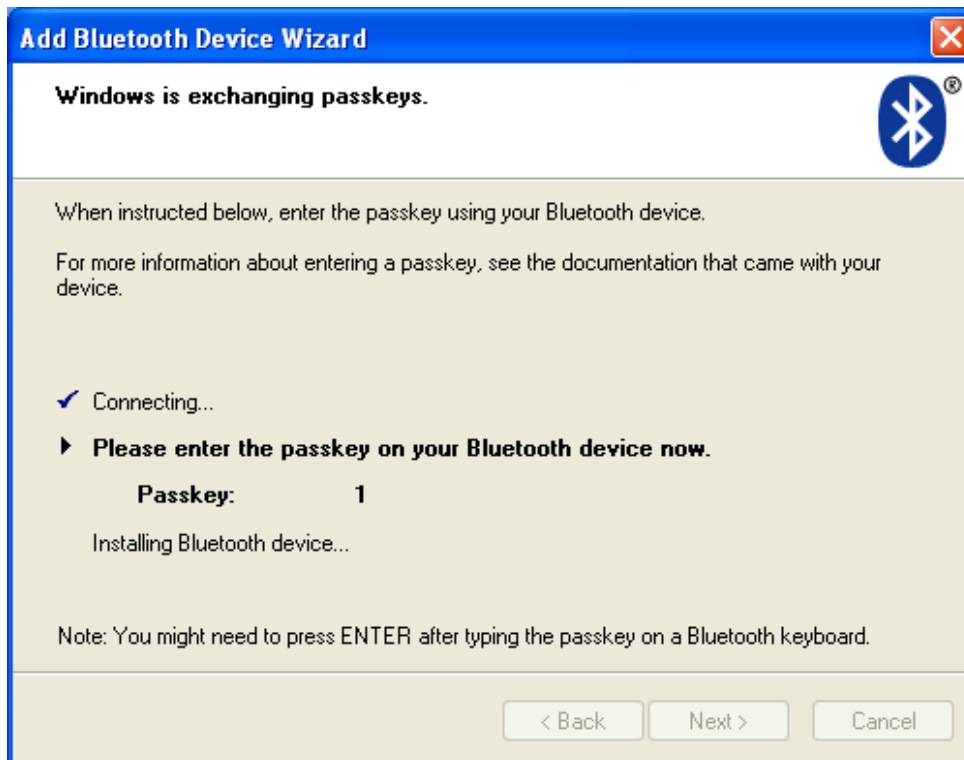 Add Bluetooth Device Wizard
Windows is exchanging passkeys.
®
When instructed below, enter the passkey using your Bluetooth device.
For more information about entering a passkey, see the documentation that came with your
device.
Connecting...
Please enter the passkey on your Bluetooth device now.
Passkey: 1
Installing Bluetooth device...
Note: You might need to press ENTER after typing the passkey on a Bluetooth keyboard.
< Back Next > Cancel